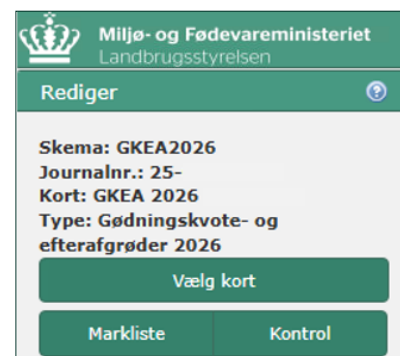 Miljø- og Fødevareministeriet
Landbrugsstyrelsen
Rediger
?
Skema: GKEA2026
Journalnr.: 25-
Kort: GKEA 2026
Type: Gødningskvote- og
efterafgrøder 2026
Vælg kort
Markliste
Kontrol